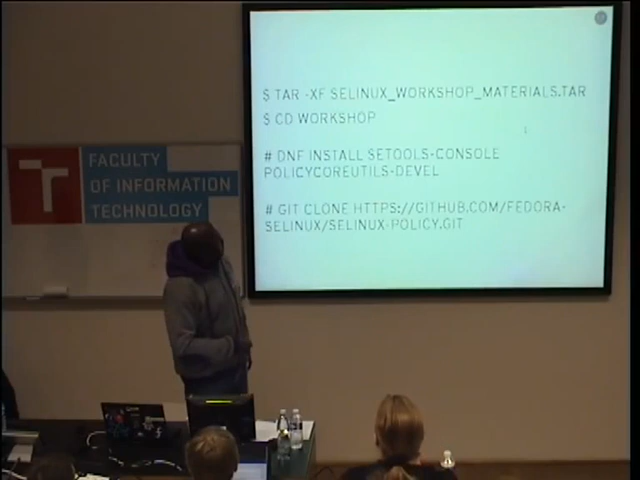 $ TAR -XF SELINUX_WORKSHOP_MATERIALS.TAR
$ CD WORKSHOP
# DNF INSTALL SETOOLS-CONSOLE
POLICYCOREUTILS-DEVEL
# GIT CLONE HTTPS://GITHUB.COM/FEDORA-
SELINUX/SELINUX-POLICY.GIT
FACULTY
OF INFORMATION
TECHNOLOGY